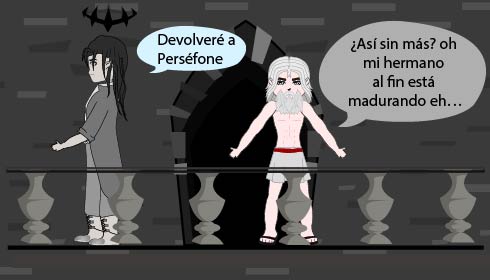 Devolveré a
Perséfone
¿Así sin más? oh
mi hermano
al fin está
madurando eh...